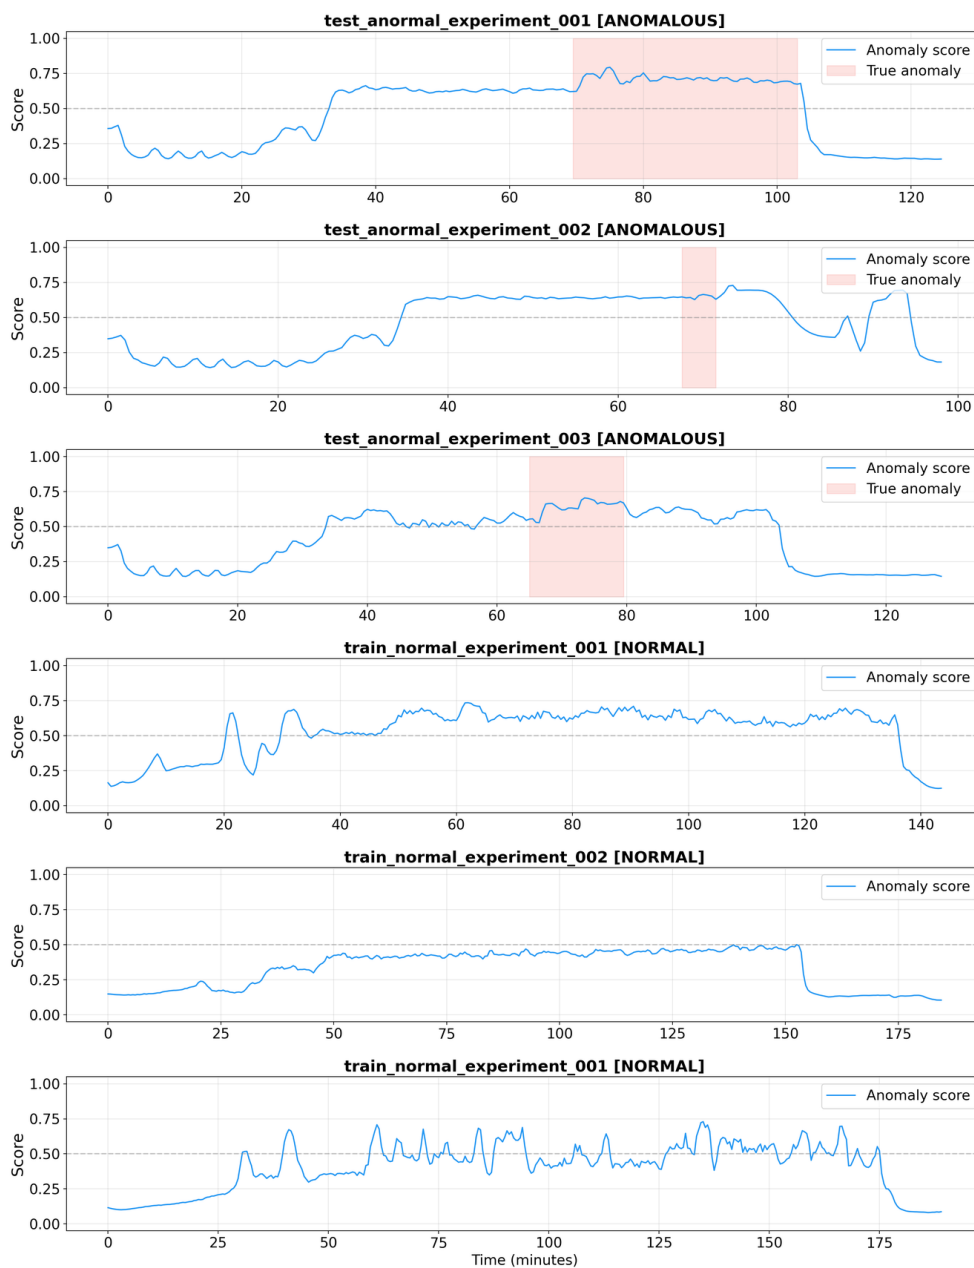 test_anormal_experiment_001 [ANOMALOUS]
1.00
0.75
0.50
0.25
0.00
Score
Anomaly score
True anomaly
0 20 40 60 80 100 120
test_anormal_experiment_002 [ANOMALOUS]
1.00
0.75
0.50
0.25
0.00
Score
Anomaly score
True anomaly
0 20 40 60 80 100
test_anormal_experiment_003 [ANOMALOUS]
1.00
0.75
0.50
0.25
0.00
Score
Anomaly score
True anomaly
0 20 40 60 80 100 120
train_normal_experiment_001 [NORMAL]
1.00
0.75
0.50
0.25
0.00
Score
Anomaly score
0 20 40 60 80 100 120 140
train_normal_experiment_002 [NORMAL]
1.00
0.75
0.50
0.25
0.00
Score
Anomaly score
0 25 50 75 100 125 150 175
train_normal_experiment_001 [NORMAL]
1.00
0.75
0.50
0.25
0.00
Score
Anomaly score
0 25 50 75 100 125 150 175
Time (minutes)